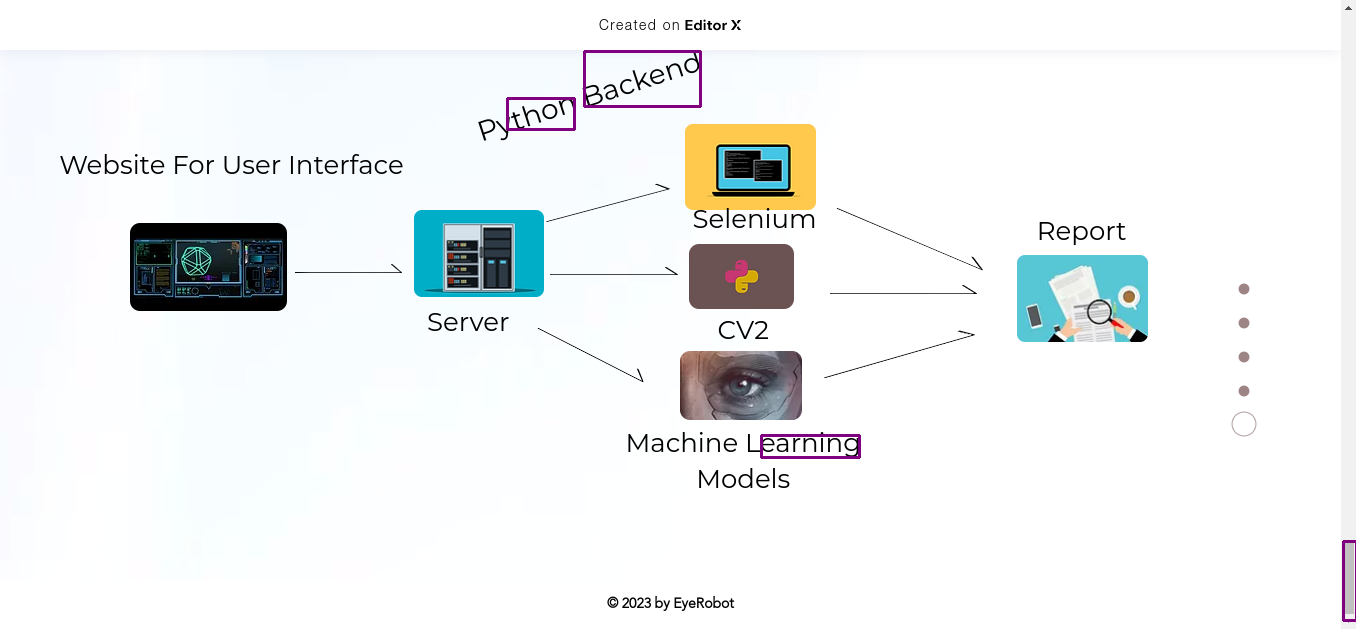 Created on Editor X
Python Backend
Website For User Interface
Selenium
Report
Server
CV2
Machine Learning
Models
© 2023 by EyeRobot